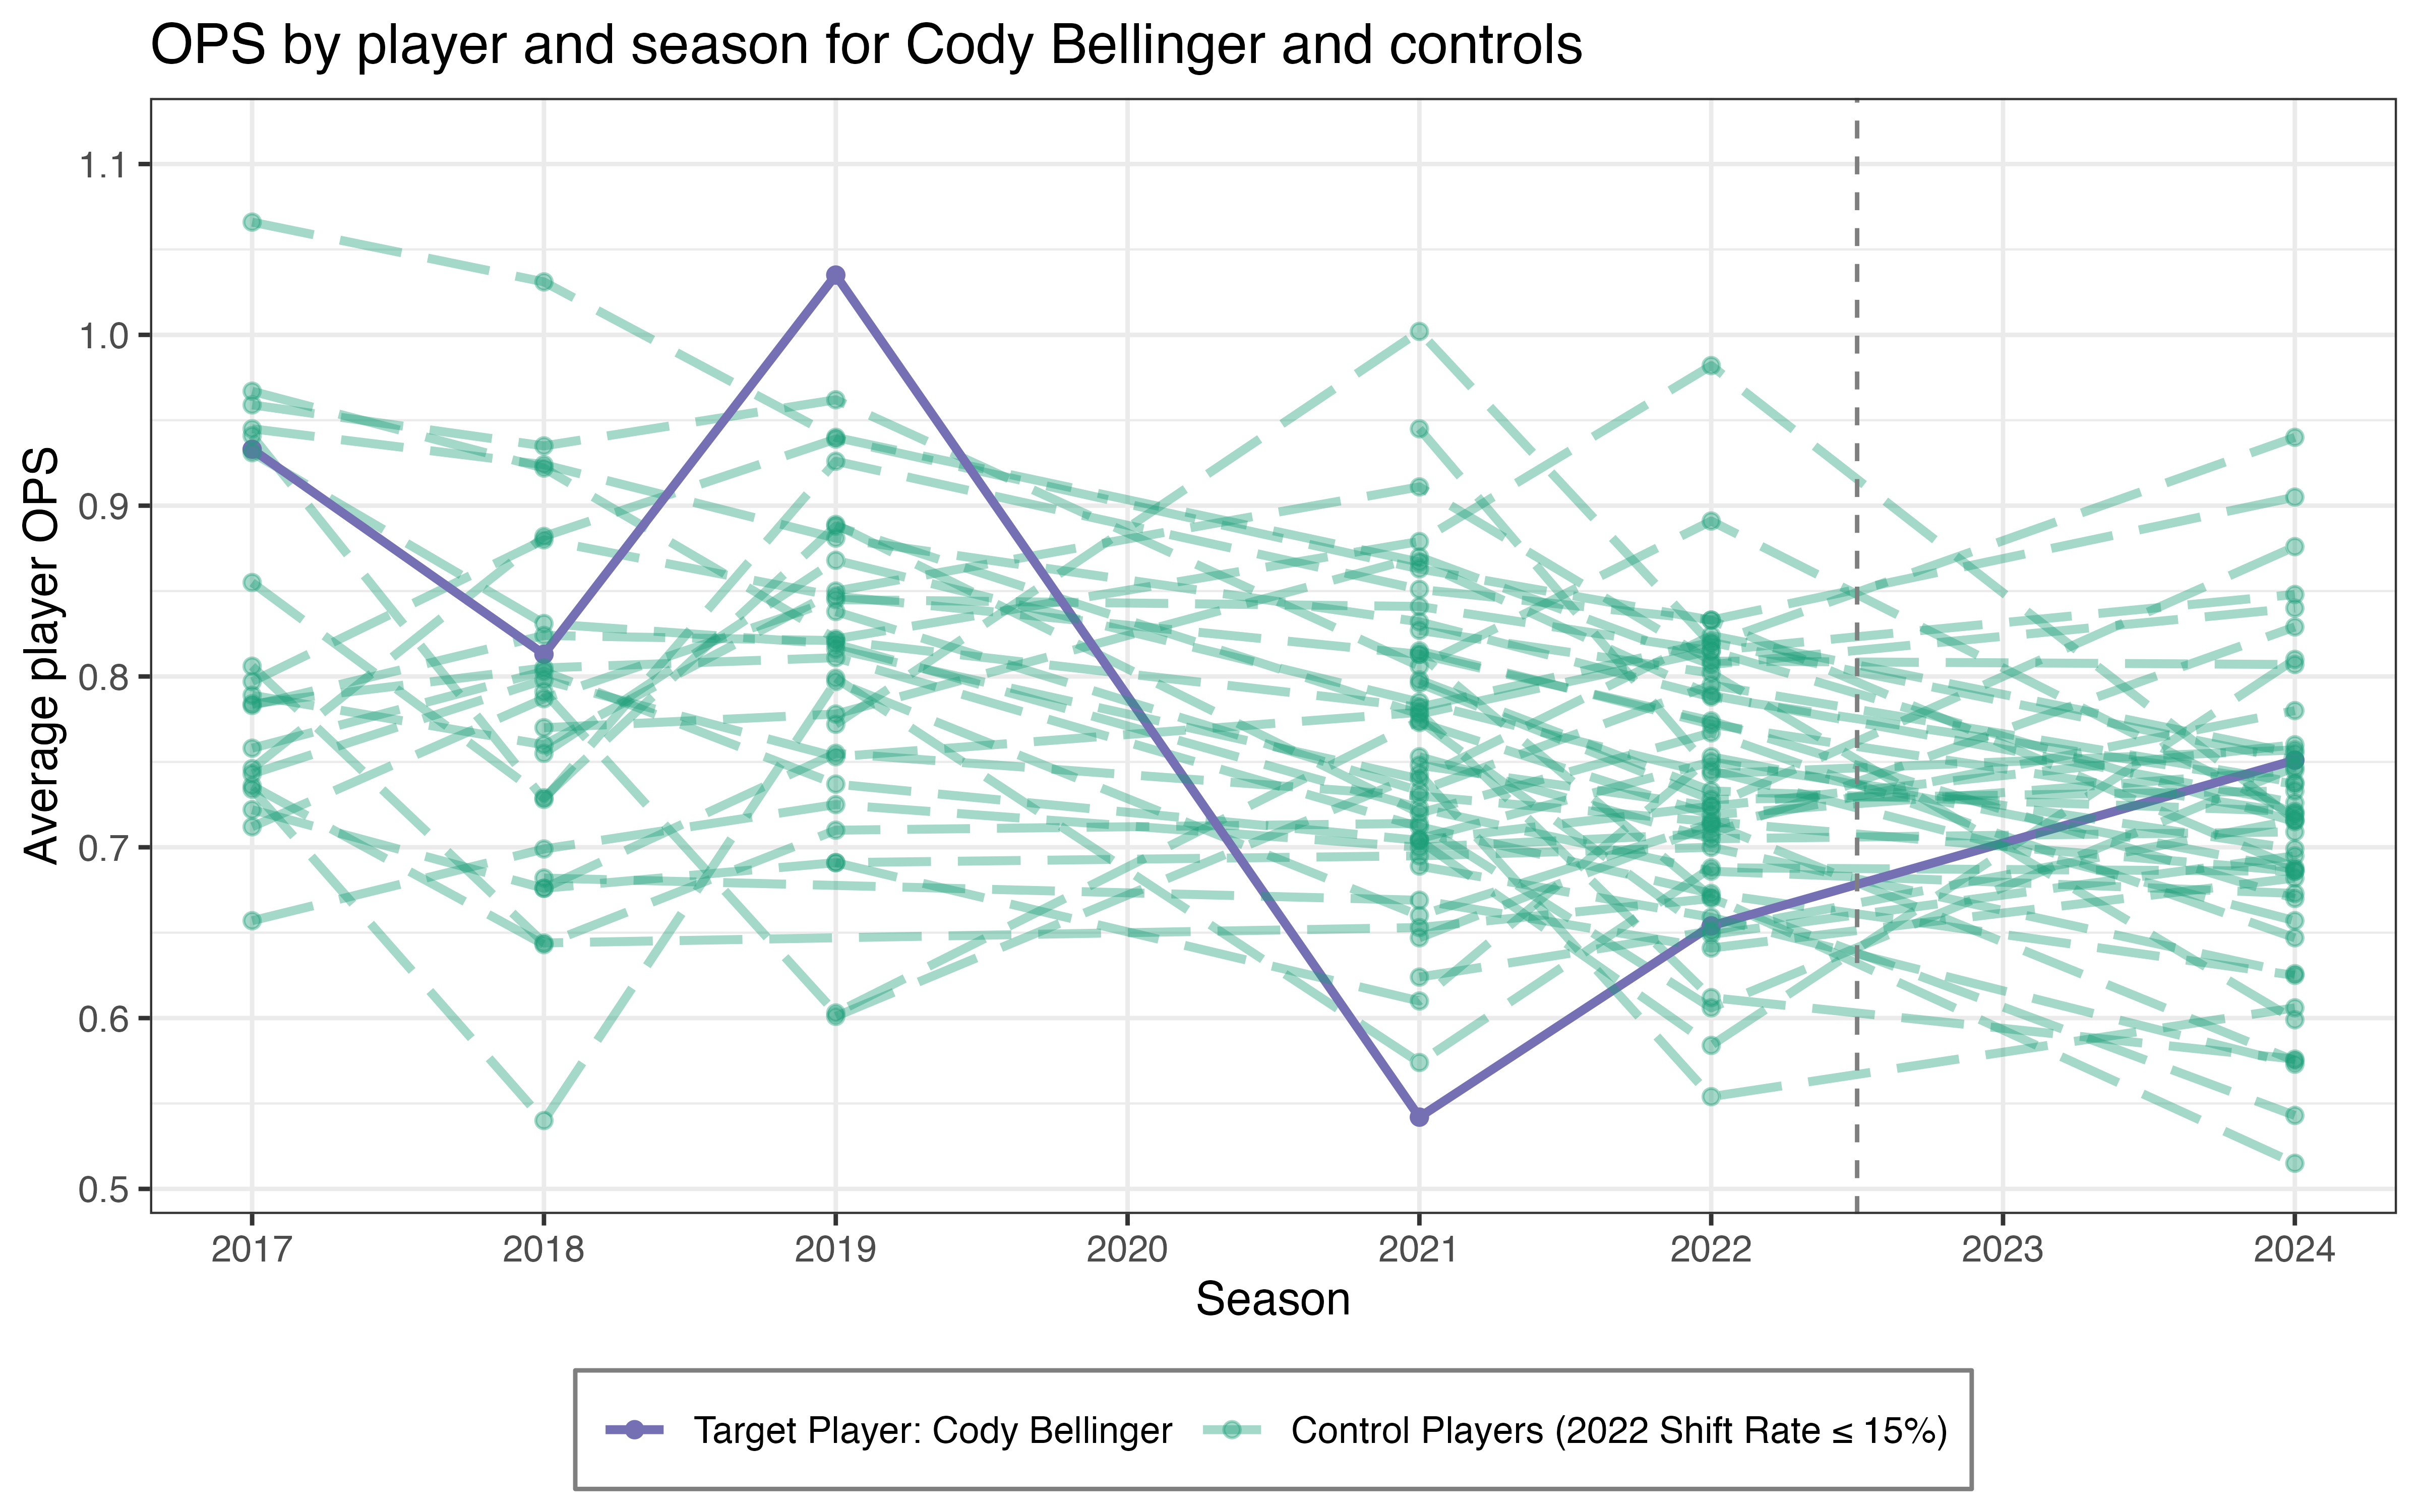 OPS by player and season for Cody Bellinger and controls
Average player OPS
1.1
1.0
0.9
0.8
0.7
0.6
0.5
2017 2018 2019 2020 2021 2022 2023 2024
Season
Target Player: Cody Bellinger Control Players (2022 Shift Rate ≤ 15%)